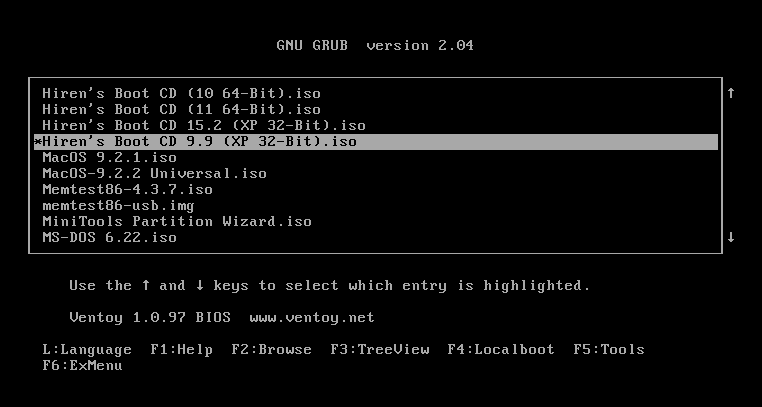 GNU GRUB version 2.04
Hiren's Boot CD (10 64-Bit).iso
Hiren's Boot CD (11 64-Bit).iso
Hiren's Boot CD 15.2 (XP 32-Bit).iso
*Hiren's Boot CD 9.9 (XP 32-Bit).iso
MacOS 9.2.1.iso
MacOS-9.2.2 Universal.iso
Memtest86-4.3.7.iso
memtest86-usb.img
MiniTools Partition Wizard.iso
MS-DOS 6.22.iso
Use the ↑ and ↓ keys to select which entry is highlighted.
Ventoy 1.0.97 BIOS www.ventoy.net
L:Language F1:Help F2:Browse F3:TreeView F4:Localboot F5:Tools
F6:ExMenu